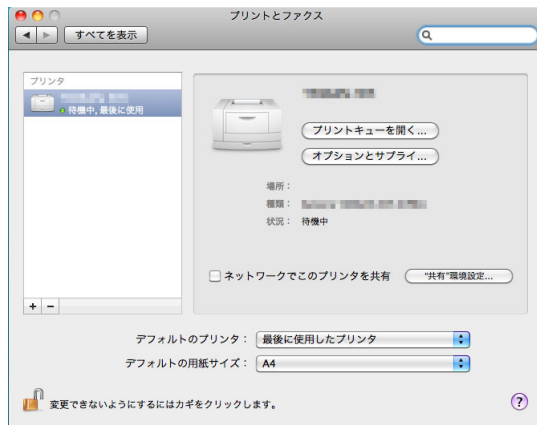 プリントとファクス
すべてを表示
プリンタ
待機中, 最後に使用
プリントキューを開く...
オプションとサプライ...
場所：
種類：
状況： 待機中
ネットワークでこのプリンタを共有
"共有"環境設定...
+ −
デフォルトのプリンタ： 最後に使用したプリンタ
デフォルトの用紙サイズ： A4
変更できないようにするにはカギをクリックします。
?